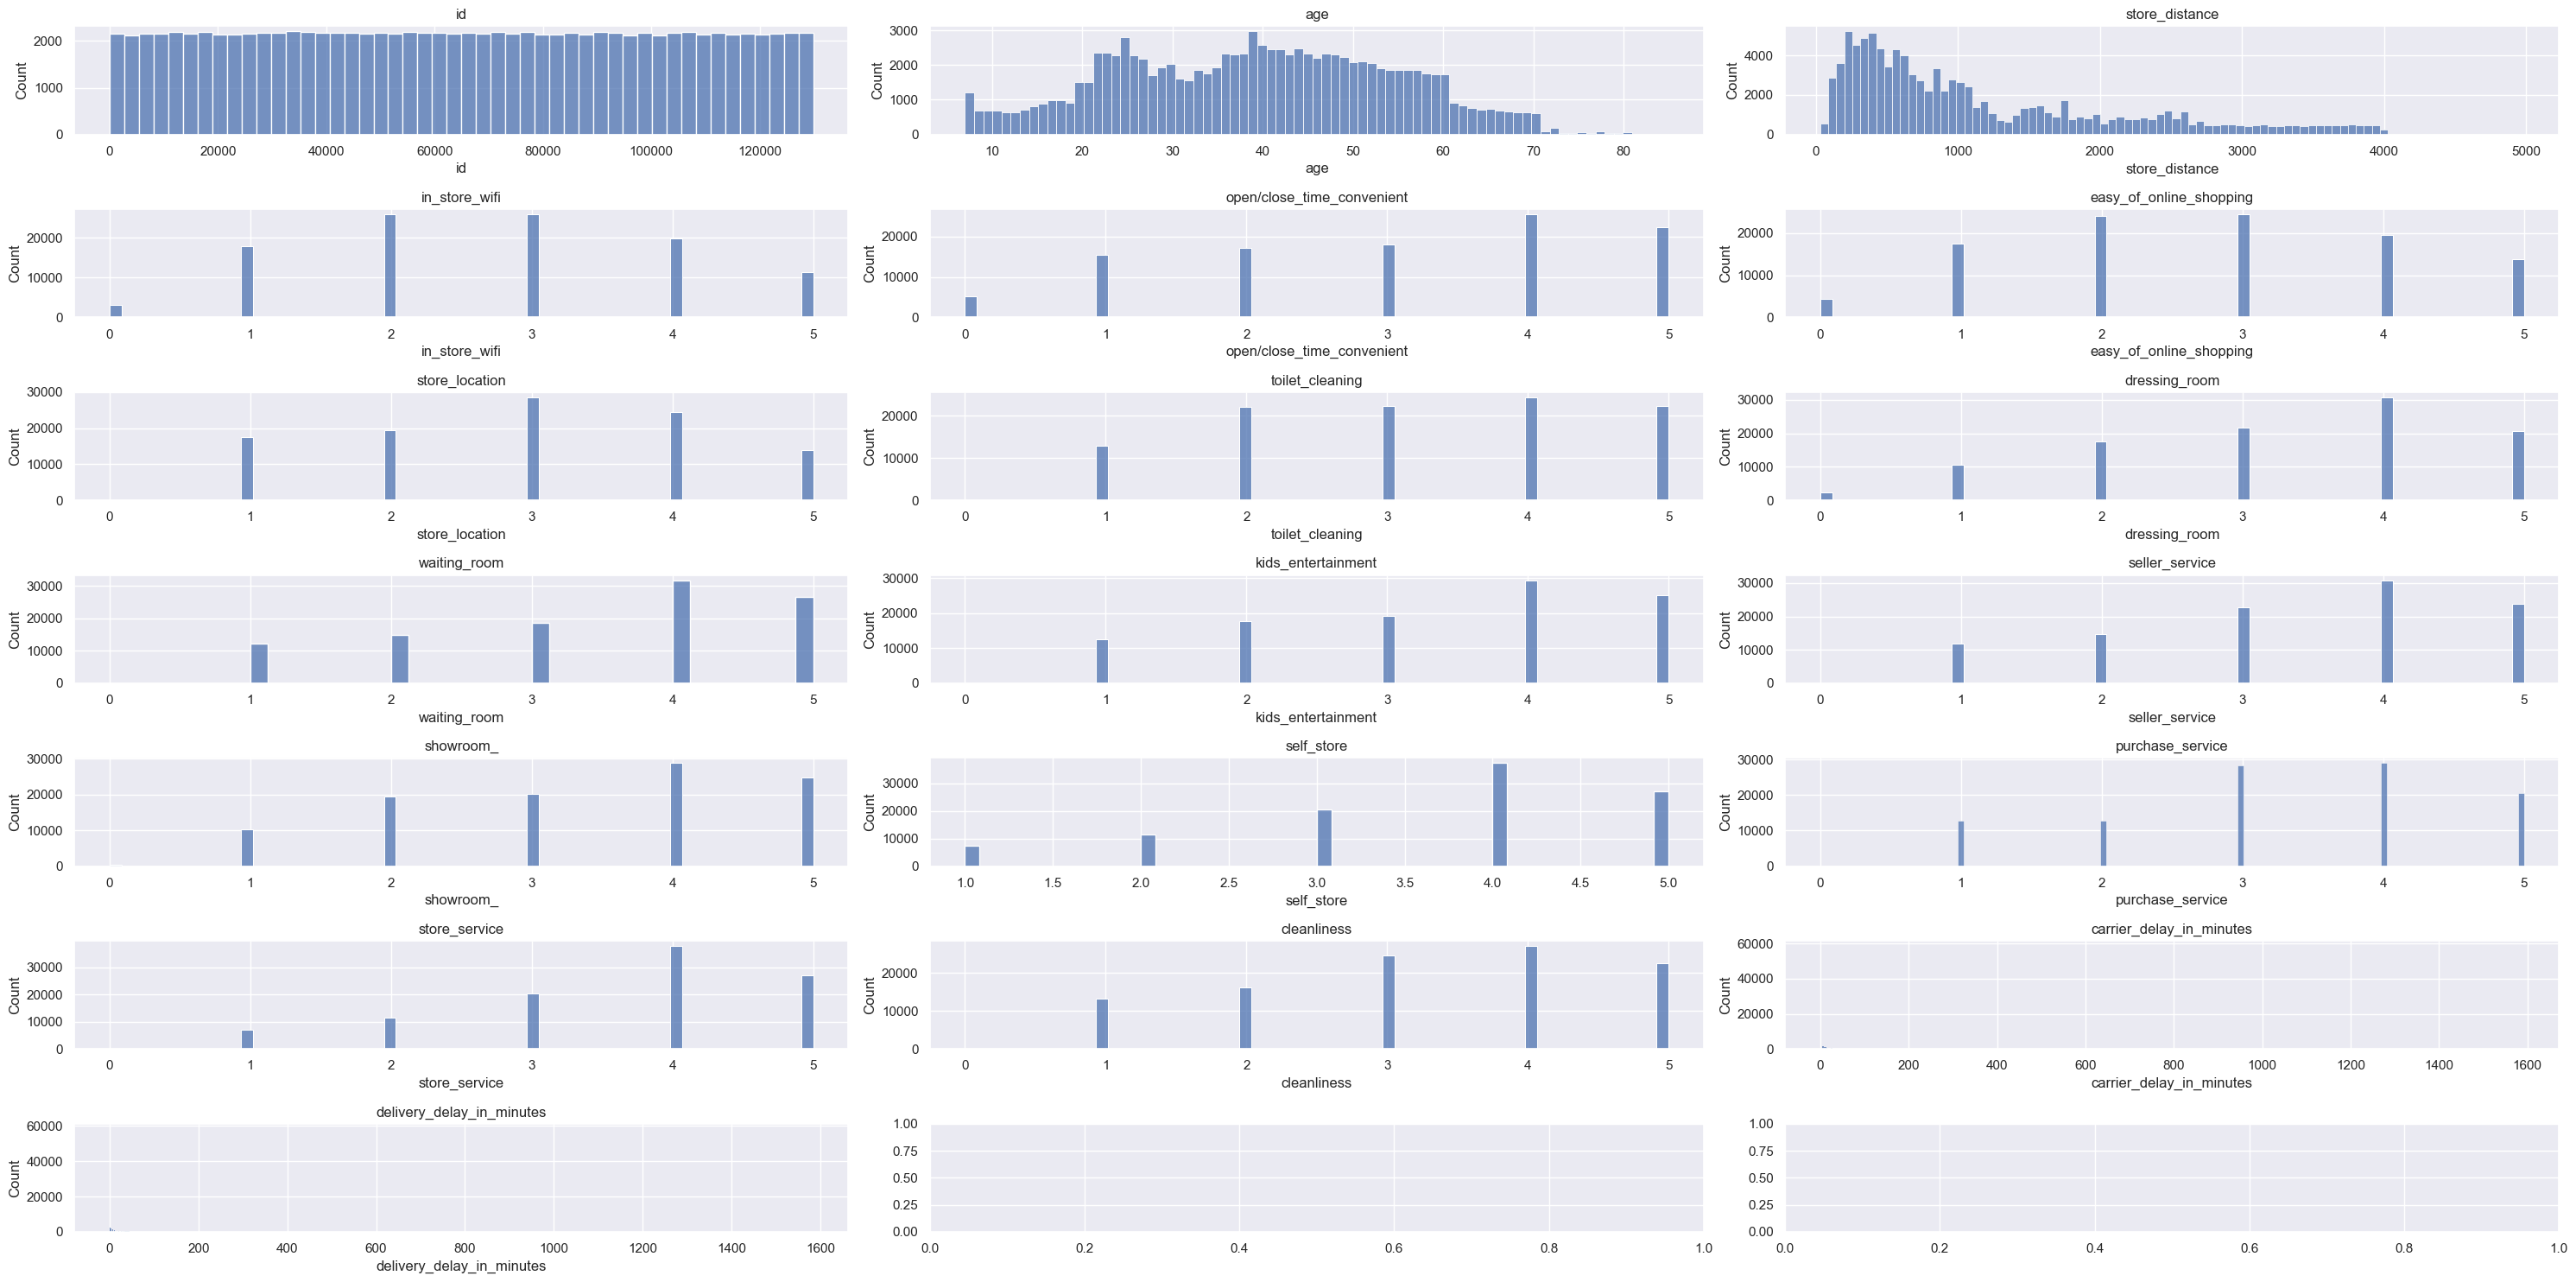 id age store_distance
Count 2000 1000 0
Count 3000 2000 1000 0
Count 4000 2000 0
0 20000 40000 60000 80000 100000 120000
10 20 30 40 50 60 70 80
0 1000 2000 3000 4000 5000
id age store_distance
in_store_wifi open/close_time_convenient easy_of_online_shopping
Count 20000 10000 0
Count 20000 10000 0
Count 20000 10000 0
0 1 2 3 4 5
0 1 2 3 4 5
0 1 2 3 4 5
in_store_wifi open/close_time_convenient easy_of_online_shopping
store_location toilet_cleaning dressing_room
Count 30000 20000 10000 0
Count 20000 10000 0
Count 30000 20000 10000 0
0 1 2 3 4 5
0 1 2 3 4 5
0 1 2 3 4 5
store_location toilet_cleaning dressing_room
waiting_room kids_entertainment seller_service
Count 30000 20000 10000 0
Count 30000 20000 10000 0
Count 30000 20000 10000 0
0 1 2 3 4 5
0 1 2 3 4 5
0 1 2 3 4 5
waiting_room kids_entertainment seller_service
showroom_ self_store purchase_service
Count 30000 20000 10000 0
Count 30000 20000 10000 0
Count 30000 20000 10000 0
0 1 2 3 4 5
1.0 1.5 2.0 2.5 3.0 3.5 4.0 4.5 5.0
0 1 2 3 4 5
showroom_ self_store purchase_service
store_service cleanliness carrier_delay_in_minutes
Count 30000 20000 10000 0
Count 20000 10000 0
Count 60000 40000 20000 0
0 1 2 3 4 5
0 1 2 3 4 5
0 200 400 600 800 1000 1200 1400 1600
store_service cleanliness carrier_delay_in_minutes
delivery_delay_in_minutes
Count 60000 40000 20000 0
1.00 0.75 0.50 0.25 0.00
1.00 0.75 0.50 0.25 0.00
0 200 400 600 800 1000 1200 1400 1600
0.0 0.2 0.4 0.6 0.8 1.0
0.0 0.2 0.4 0.6 0.8 1.0
delivery_delay_in_minutes